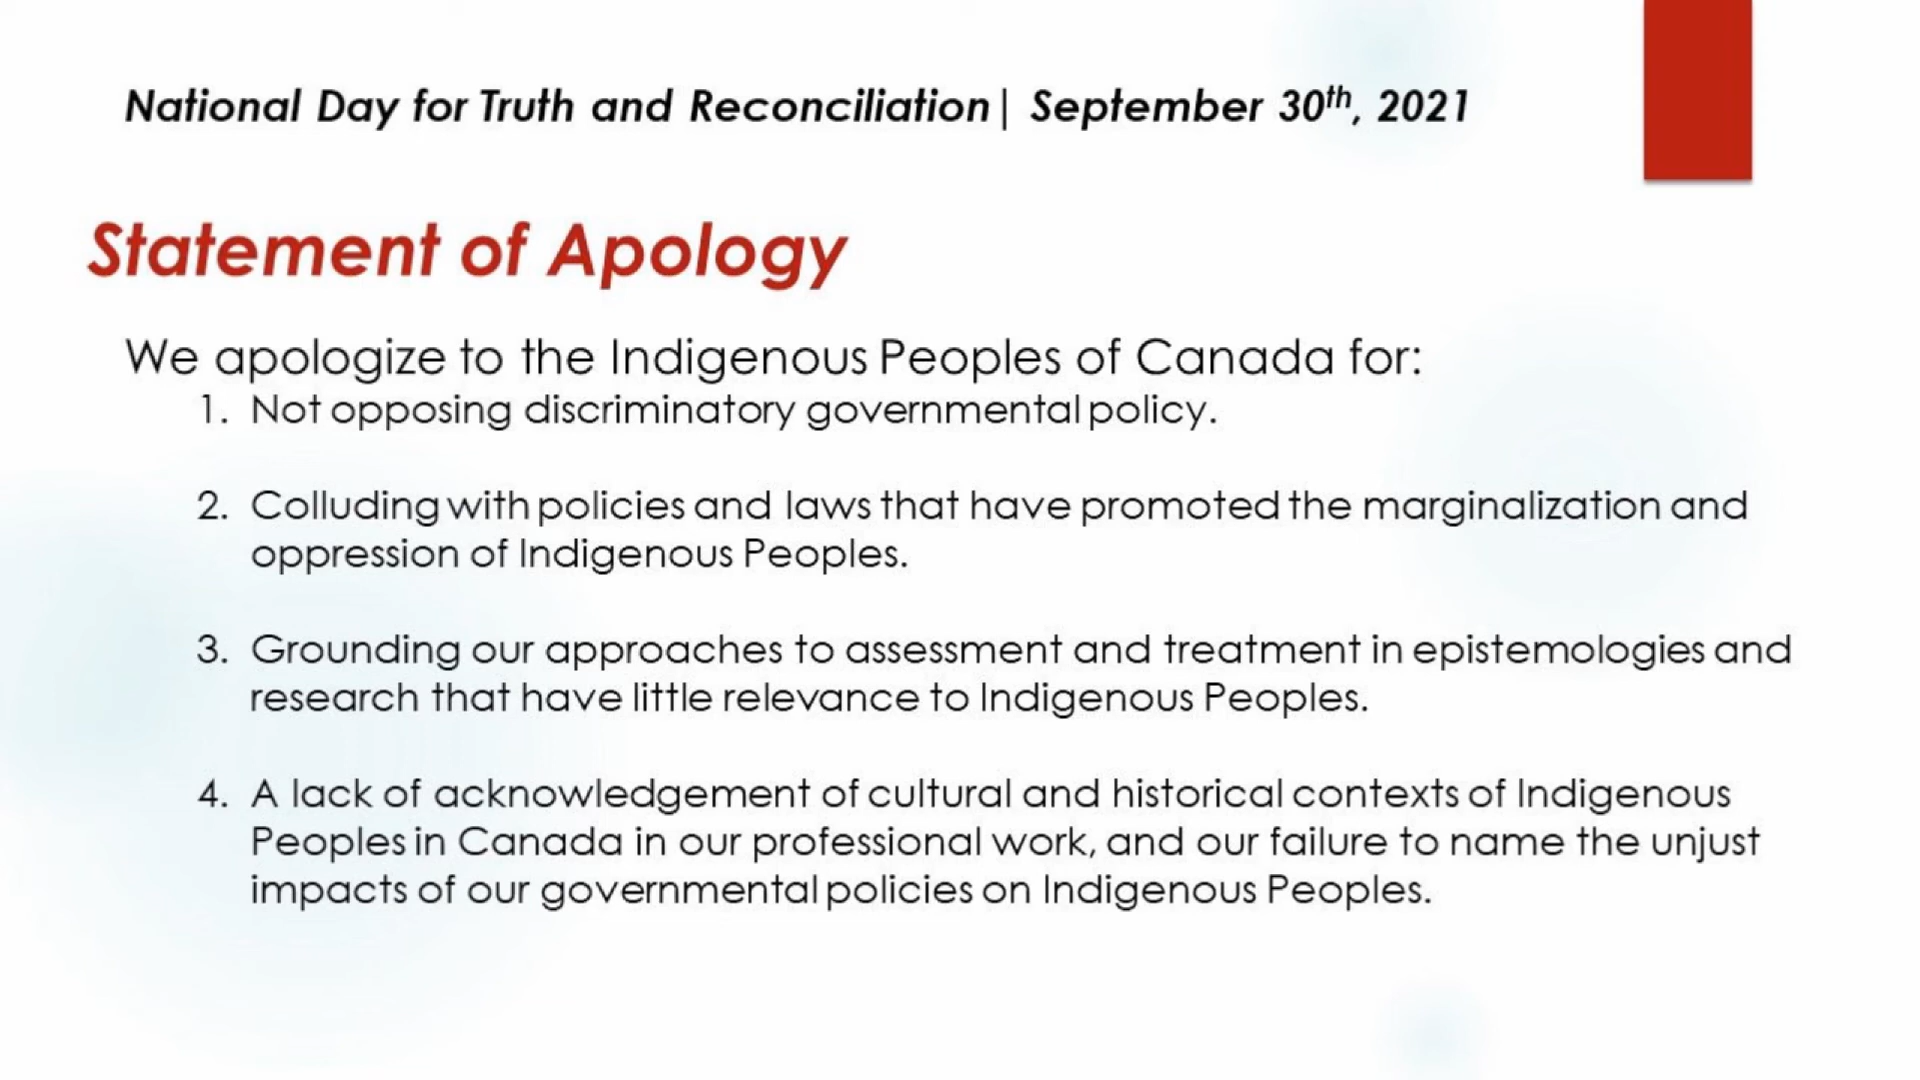 National Day for Truth and Reconciliation| September 30th, 2021
Statement of Apology
We apologize to the Indigenous Peoples of Canada for:
1. Not opposing discriminatory governmental policy.
2. Colluding with policies and laws that have promoted the marginalization and
oppression of Indigenous Peoples.
3. Grounding our approaches to assessment and treatment in epistemologies and
research that have little relevance to Indigenous Peoples.
4. A lack of acknowledgement of cultural and historical contexts of Indigenous
Peoples in Canada in our professional work, and our failure to name the unjust
impacts of our governmental policies on Indigenous Peoples.